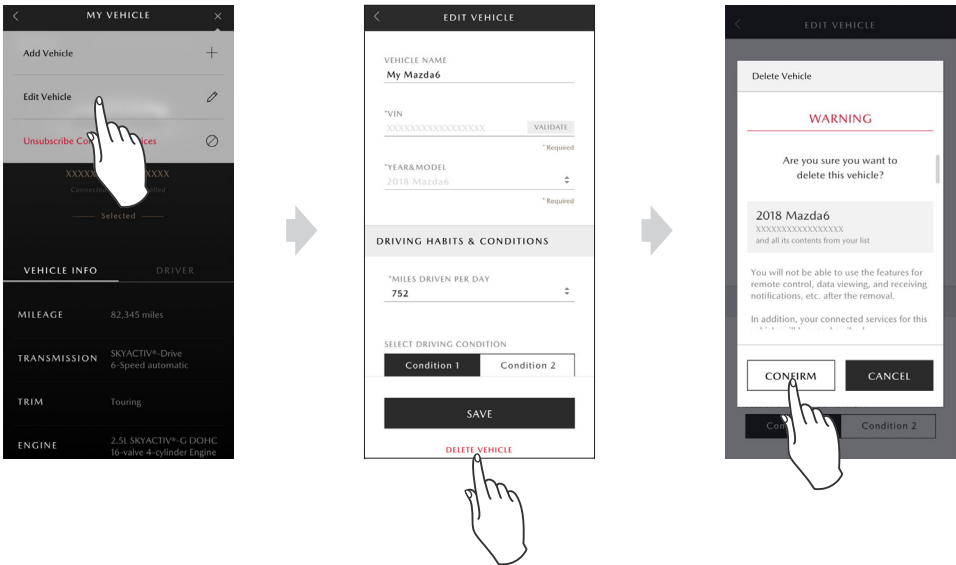 MY VEHICLE
Add Vehicle
Edit Vehicle
Unsubscribe
XXXXX XXXX
Connected
Selected
VEHICLE INFO DRIVER
MILEAGE 82,345 miles
TRANSMISSION SKYACTIV®-Drive
6-Speed automatic
TRIM Touring
ENGINE 2.5L SKYACTIV®-G DOHC
16-valve 4-cylinder Engine
EDIT VEHICLE
VEHICLE NAME
My Mazda6
*VIN
XXXXXXXXXXXXXXXXX VALIDATE
* Required
*YEAR&MODEL
2018 Mazda6
* Required
DRIVING HABITS & CONDITIONS
*MILES DRIVEN PER DAY
752
SELECT DRIVING CONDITION
Condition 1 Condition 2
SAVE
DELETE VEHICLE
EDIT VEHICLE
Delete Vehicle
WARNING
Are you sure you want to
delete this vehicle?
2018 Mazda6
XXXXXXXXXXXXXXXXX
and all its contents from your list
You will not be able to use the features for
remote control, data viewing, and receiving
notifications, etc. after the removal.
In addition, your connected services for this
CONFIRM CANCEL
Condition 2